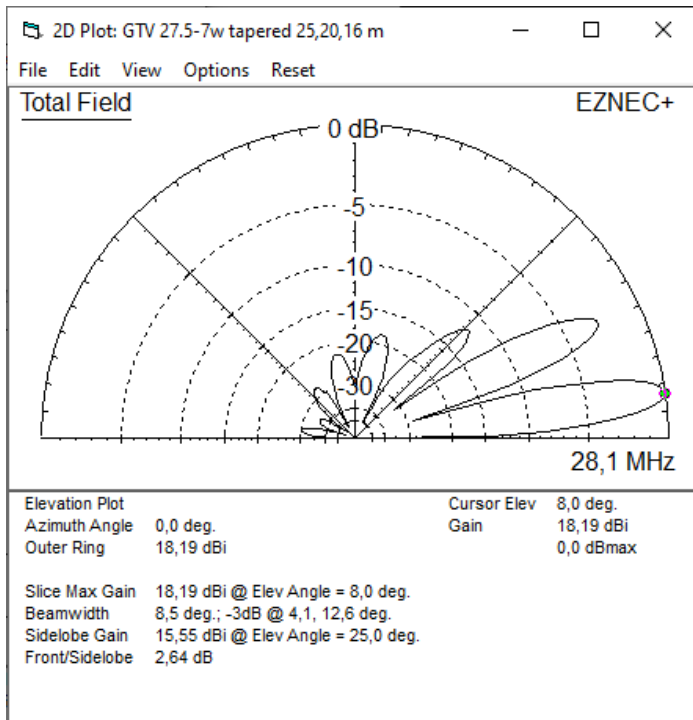 2D Plot: GTV 27.5-7w tapered 25,20,16 m
File Edit View Options Reset
Total Field EZNEC+
0 dB
-5
-10
-15
-20
-30
28,1 MHz
Elevation Plot Cursor Elev 8,0 deg.
Azimuth Angle 0,0 deg. Gain 18,19 dBi
Outer Ring 18,19 dBi 0,0 dBmax
Slice Max Gain 18,19 dBi @ Elev Angle = 8,0 deg.
Beamwidth 8,5 deg.; -3dB @ 4,1, 12,6 deg.
Sidelobe Gain 15,55 dBi @ Elev Angle = 25,0 deg.
Front/Sidelobe 2,64 dB